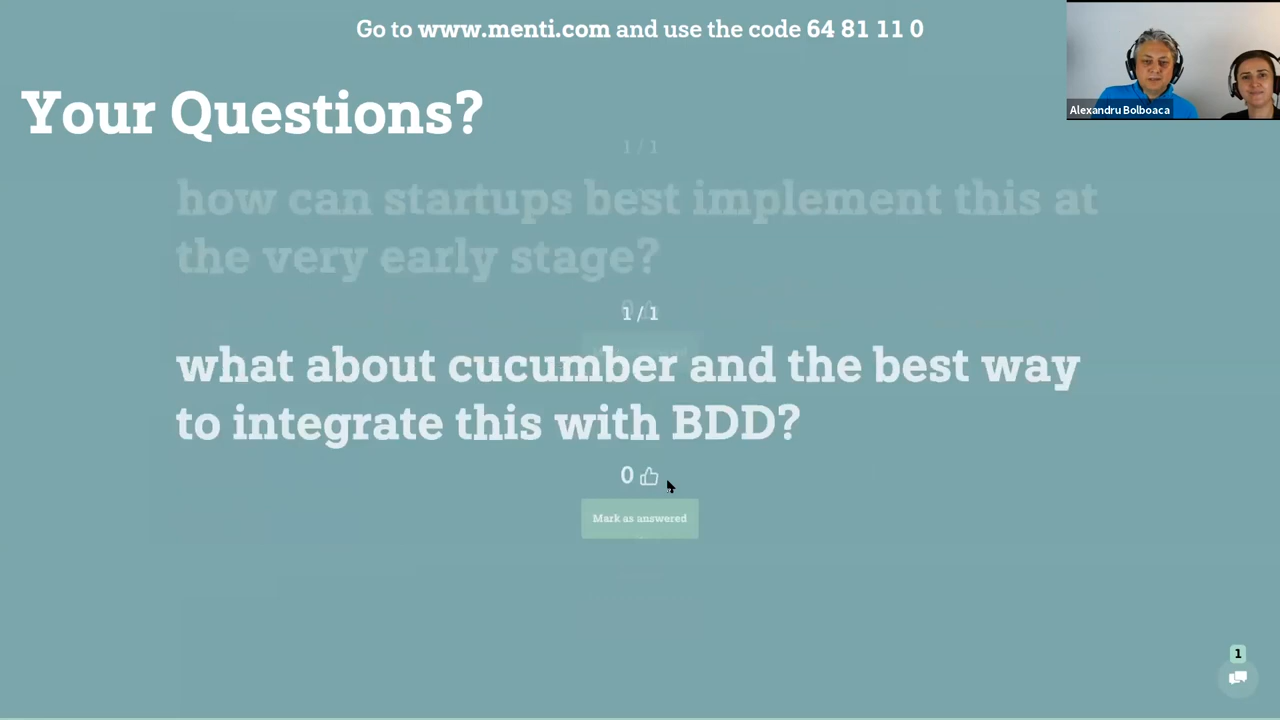 Go to www.menti.com and use the code 64 81 11 0
Alexandru Bolboaca
Your Questions?
1 / 1
how can startups best implement this at
the very early stage?
1 / 1
what about cucumber and the best way
to integrate this with BDD?
0
Mark as answered
1